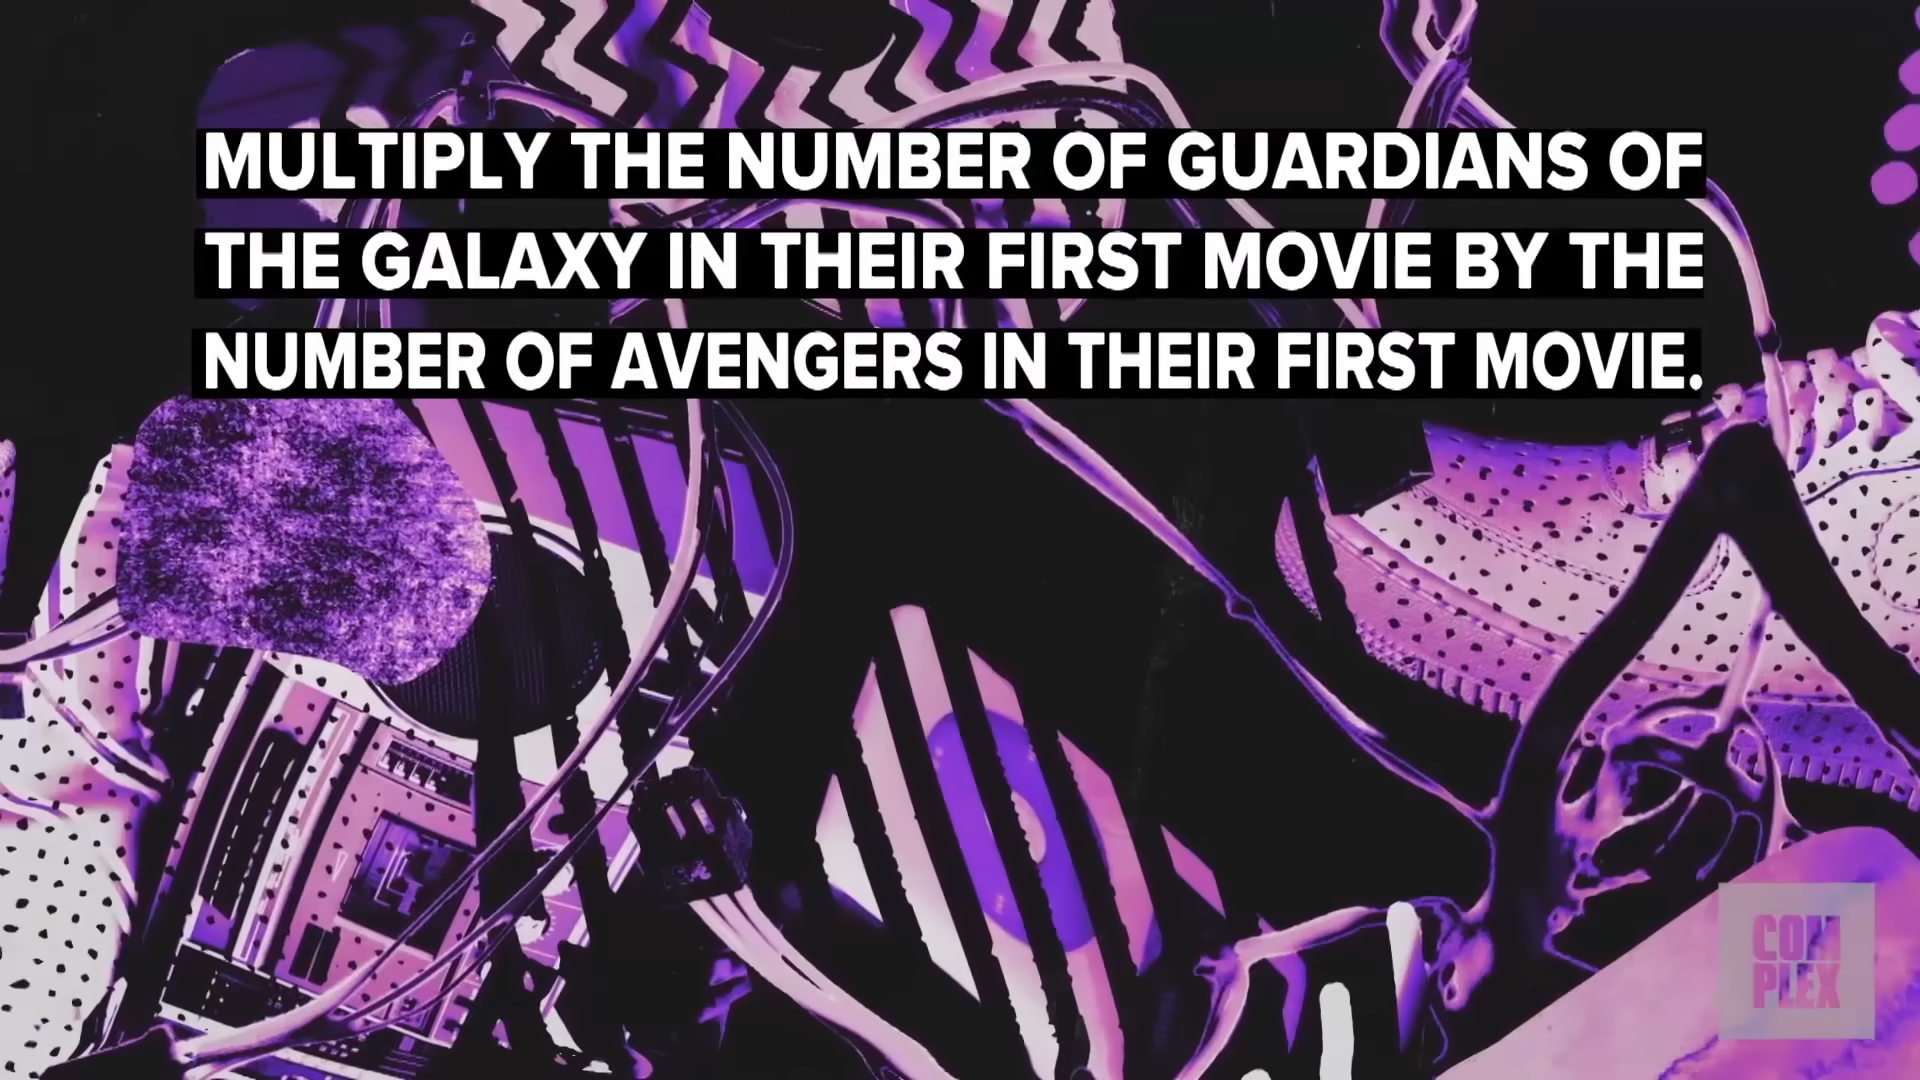 MULTIPLY THE NUMBER OF GUARDIANS OF
THE GALAXY IN THEIR FIRST MOVIE BY THE
NUMBER OF AVENGERS IN THEIR FIRST MOVIE.
COM
PLEX